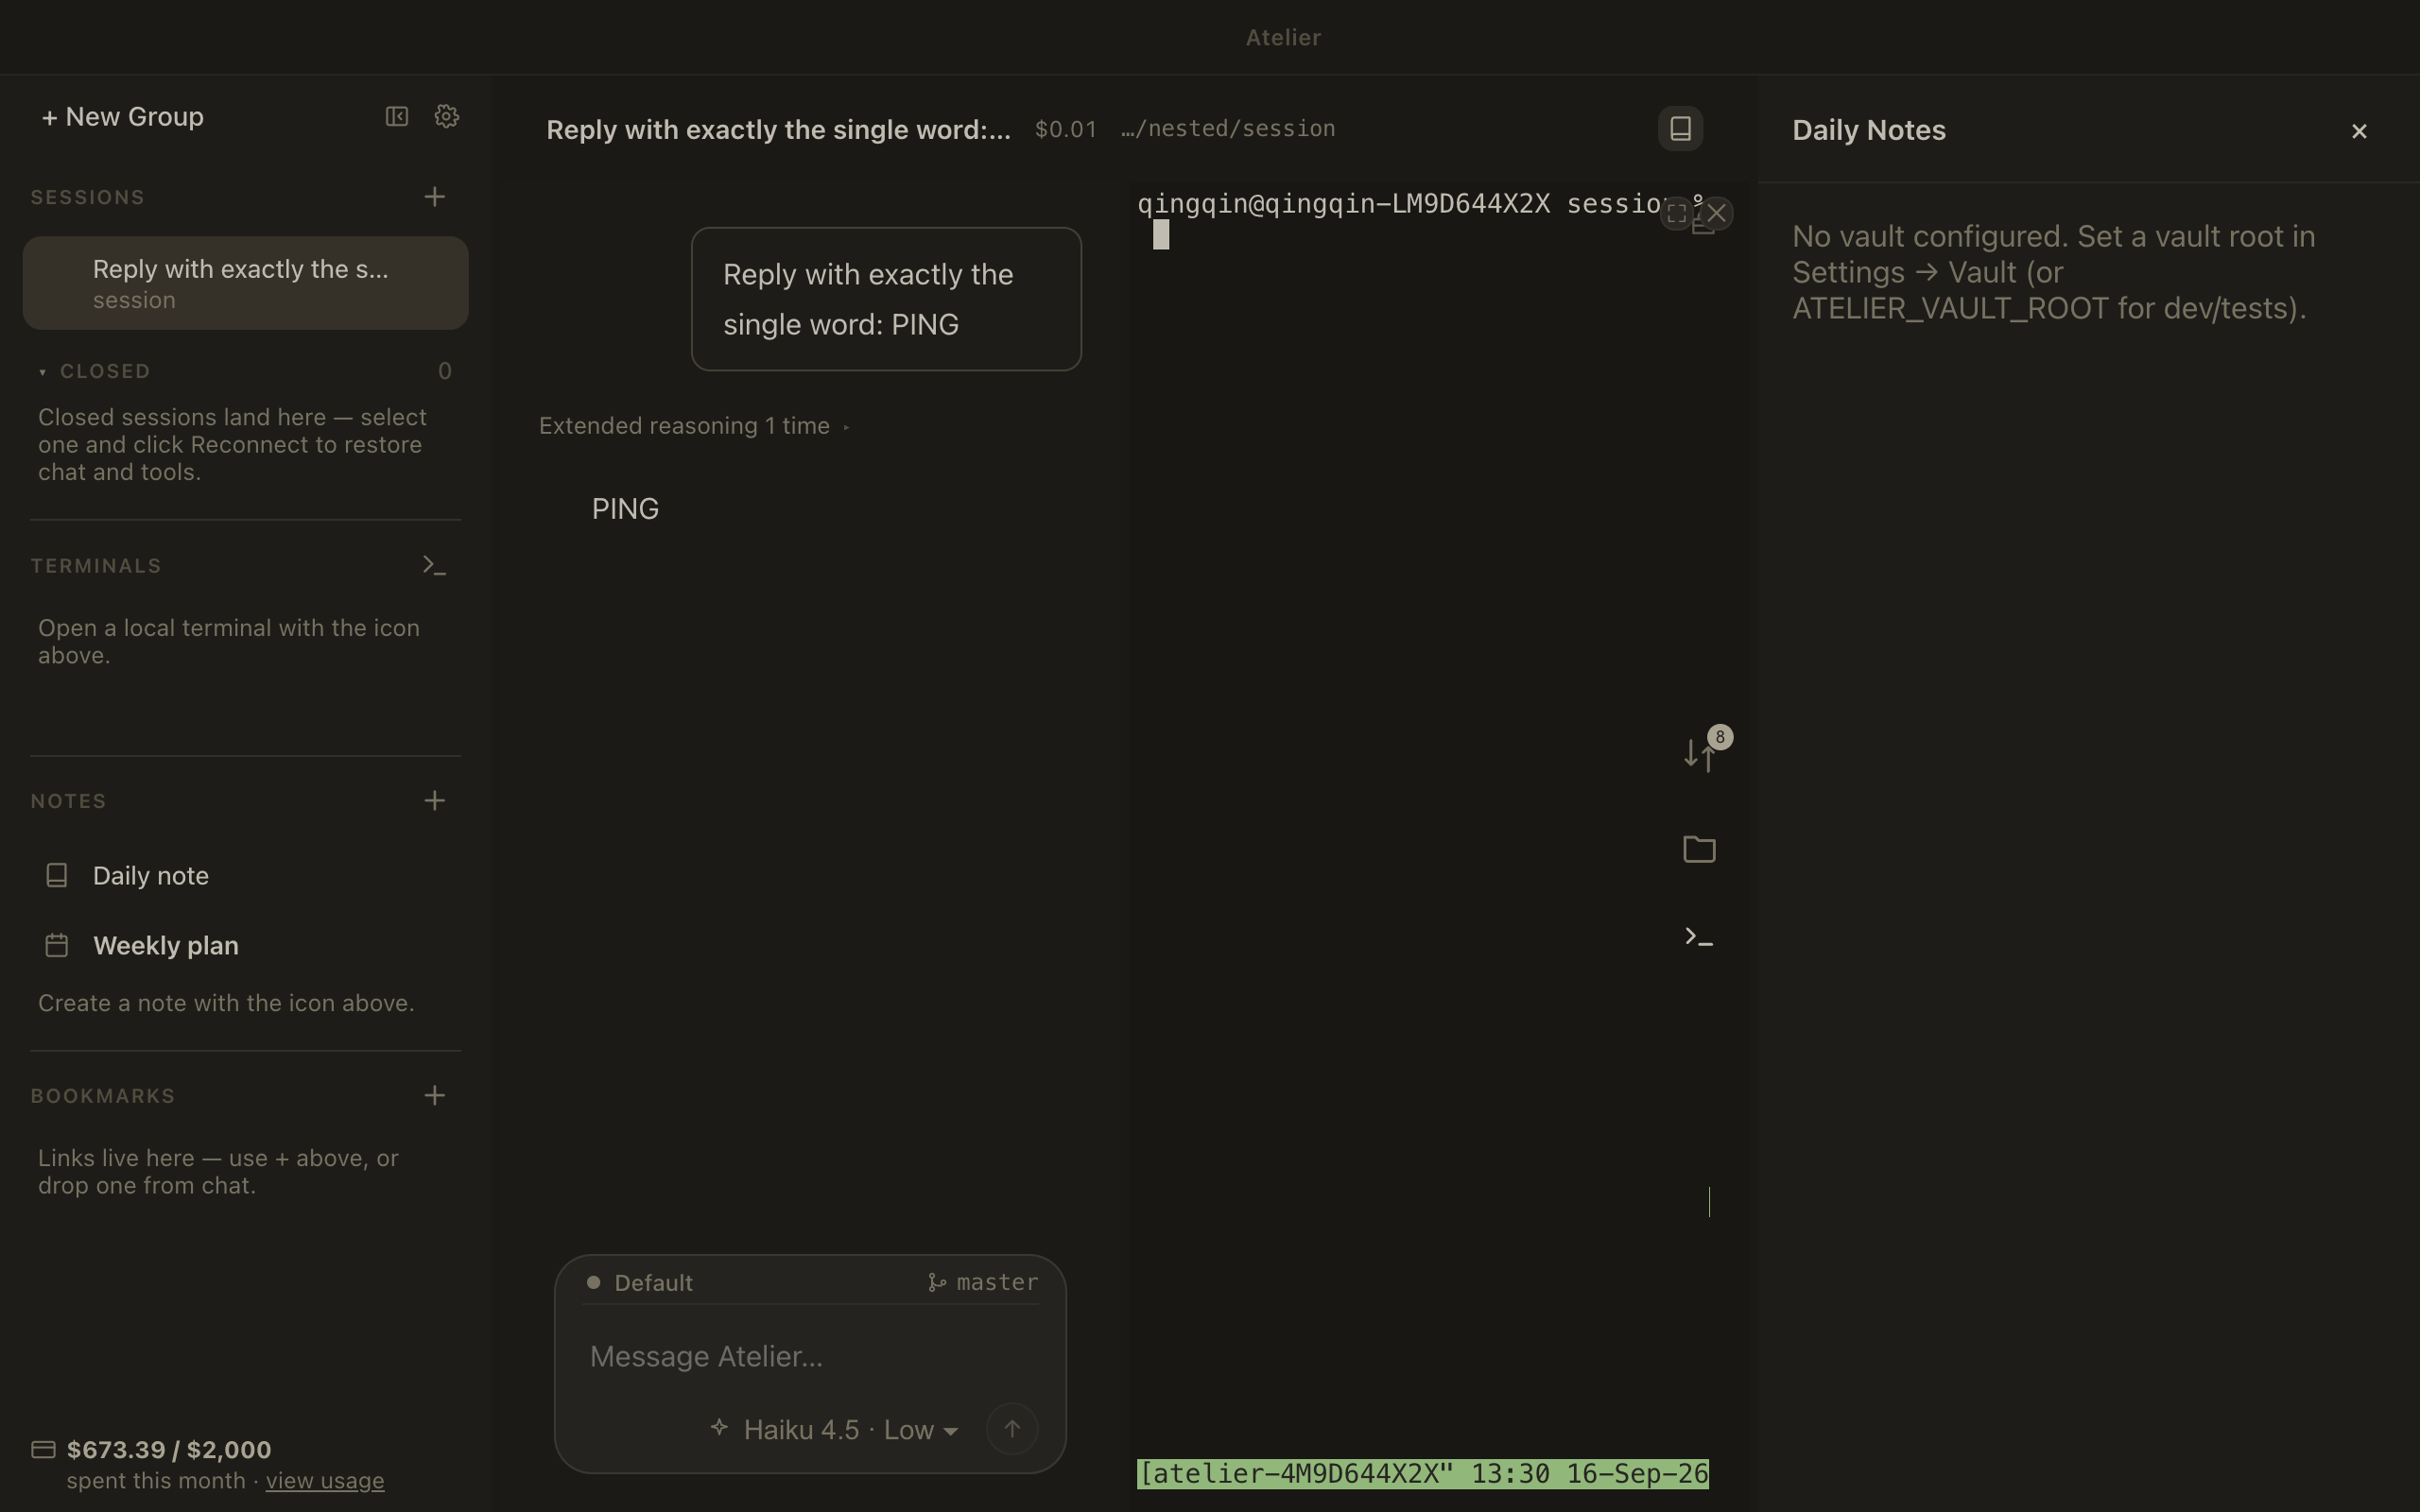 Atelier
+ New Group
SESSIONS
Reply with exactly the s...
session
CLOSED 0
Closed sessions land here — select
one and click Reconnect to restore
chat and tools.
TERMINALS
Open a local terminal with the icon
above.
NOTES
Daily note
Weekly plan
Create a note with the icon above.
BOOKMARKS
Links live here — use + above, or
drop one from chat.
$673.39 / $2,000
spent this month · view usage
Reply with exactly the single word:... $0.01 …/nested/session
Reply with exactly the
single word: PING
Extended reasoning 1 time
PING
Default master
Message Atelier...
Haiku 4.5 · Low
qingqin@qingqin-LM9D644X2X session %
8
[atelier-4M9D644X2X" 13:30 16-Sep-26
Daily Notes
No vault configured. Set a vault root in
Settings → Vault (or
ATELIER_VAULT_ROOT for dev/tests).